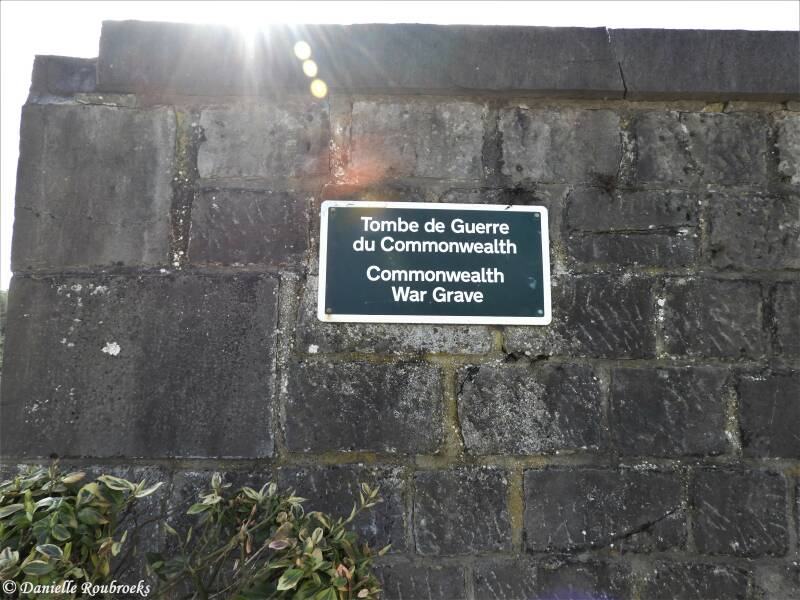 Tombe de Guerre
du Commonwealth
Commonwealth
War Grave
© Danielle Roubroeks